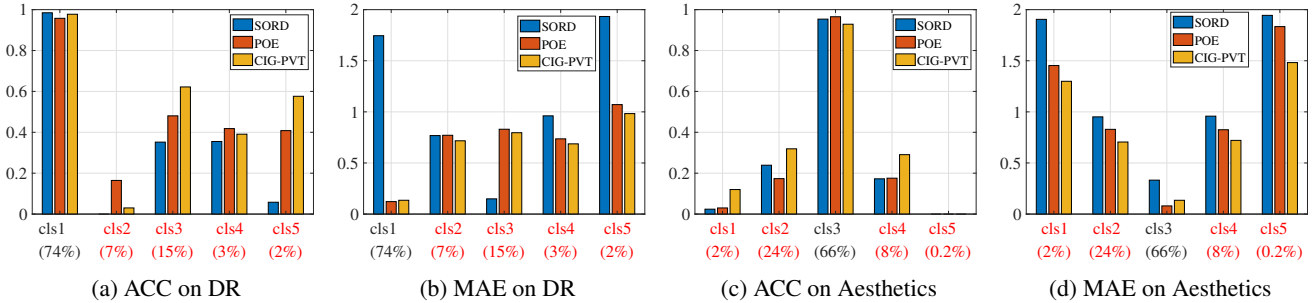 1
0.8
0.6
0.4
0.2
0
SORD
POE
CIG-PVT
cls1 cls2 cls3 cls4 cls5
(74%) (7%) (15%) (3%) (2%)
(a) ACC on DR
2
1.5
1
0.5
0
SORD
POE
CIG-PVT
cls1 cls2 cls3 cls4 cls5
(74%) (7%) (15%) (3%) (2%)
(b) MAE on DR
1
0.8
0.6
0.4
0.2
0
SORD
POE
CIG-PVT
cls1 cls2 cls3 cls4 cls5
(2%) (24%) (66%) (8%) (0.2%)
(c) ACC on Aesthetics
2
1.5
1
0.5
0
SORD
POE
CIG-PVT
cls1 cls2 cls3 cls4 cls5
(2%) (24%) (66%) (8%) (0.2%)
(d) MAE on Aesthetics